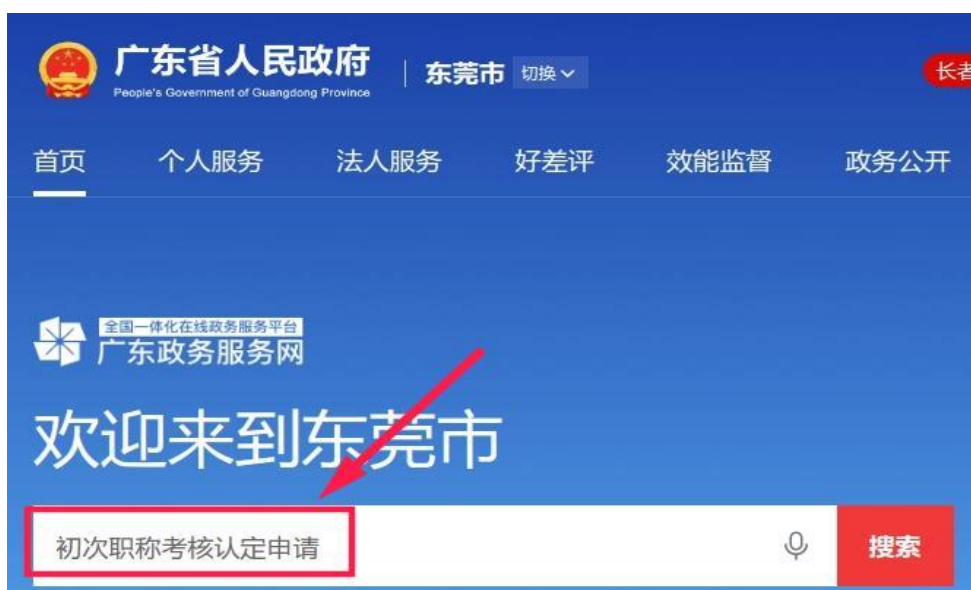 广东省人民政府
People's Government of Guangdong Province
东莞市 切换
长者
首页 个人服务 法人服务 好差评 效能监督 政务公开
全国一体化在线政务服务平台
广东政务服务网
欢迎来到东莞市
初次职称考核认定申请
搜索